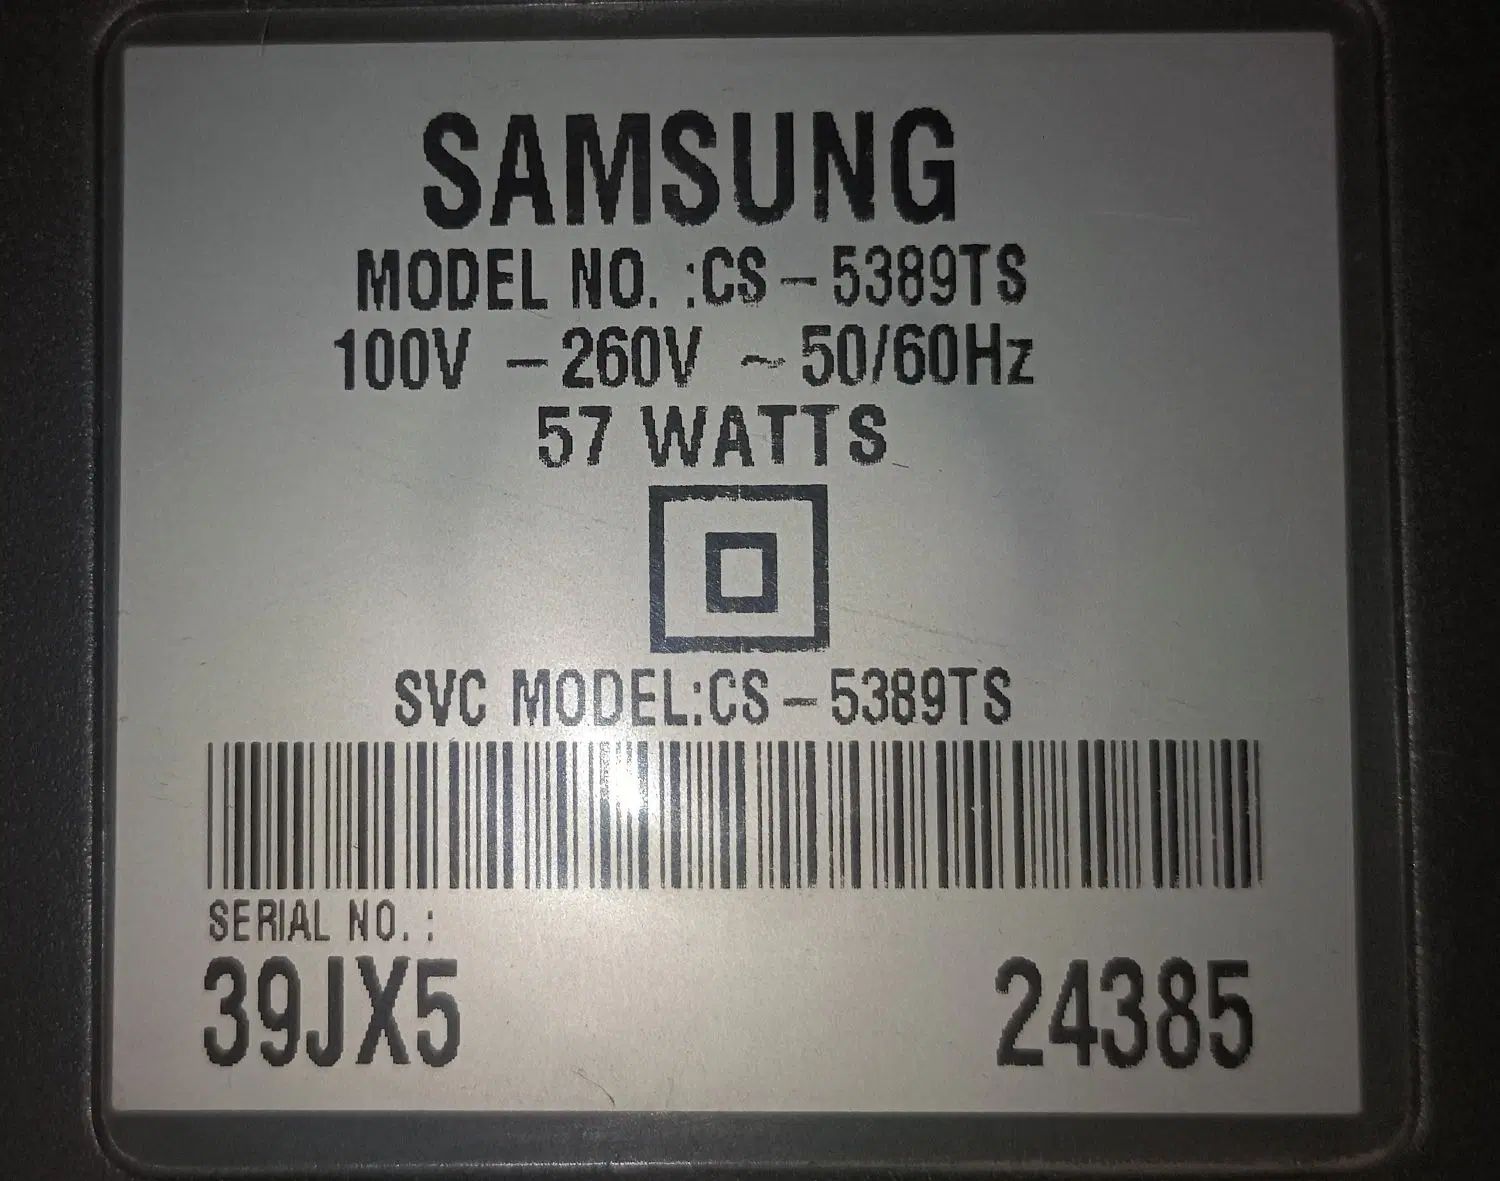 SAMSUNG
MODEL NO. :CS - 5389TS
100V - 260V ~ 50/60Hz
57 WATTS
SVC MODEL:CS - 5389TS
SERIAL NO. :
39JX5 24385